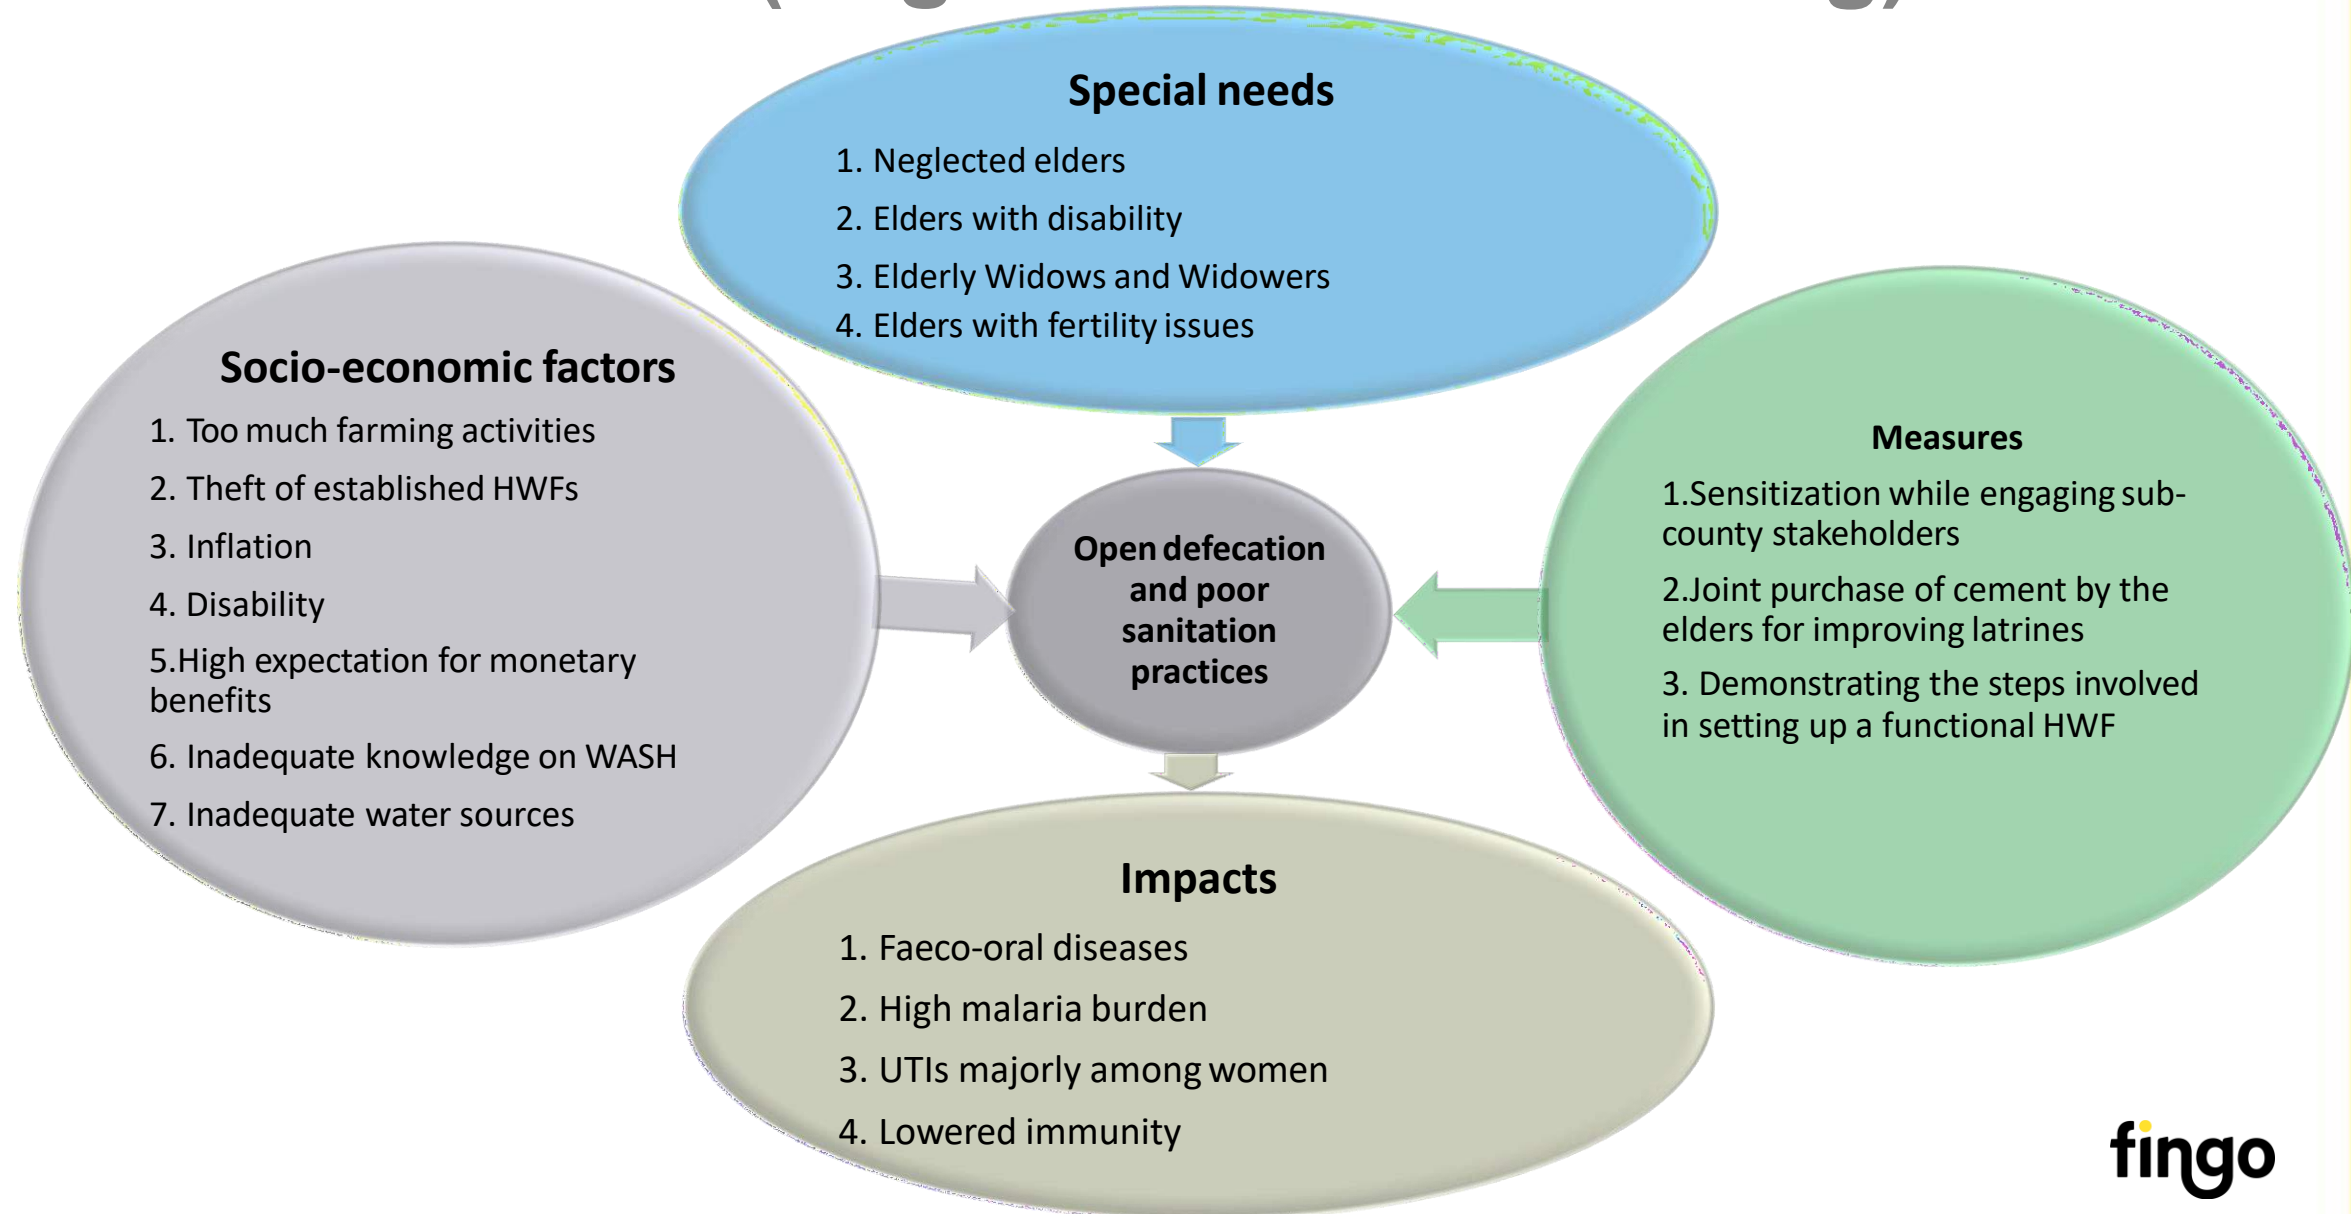 Special needs
1. Neglected elders
2. Elders with disability
3. Elderly Widows and Widowers
4. Elders with fertility issues
Socio-economic factors
1. Too much farming activities
2. Theft of established HWFs
3. Inflation
4. Disability
5.High expectation for monetary
benefits
6. Inadequate knowledge on WASH
7. Inadequate water sources
Open defecation
and poor
sanitation
practices
Measures
1.Sensitization while engaging sub-
county stakeholders
2.Joint purchase of cement by the
elders for improving latrines
3. Demonstrating the steps involved
in setting up a functional HWF
Impacts
1. Faeco-oral diseases
2. High malaria burden
3. UTIs majorly among women
4. Lowered immunity
fingo